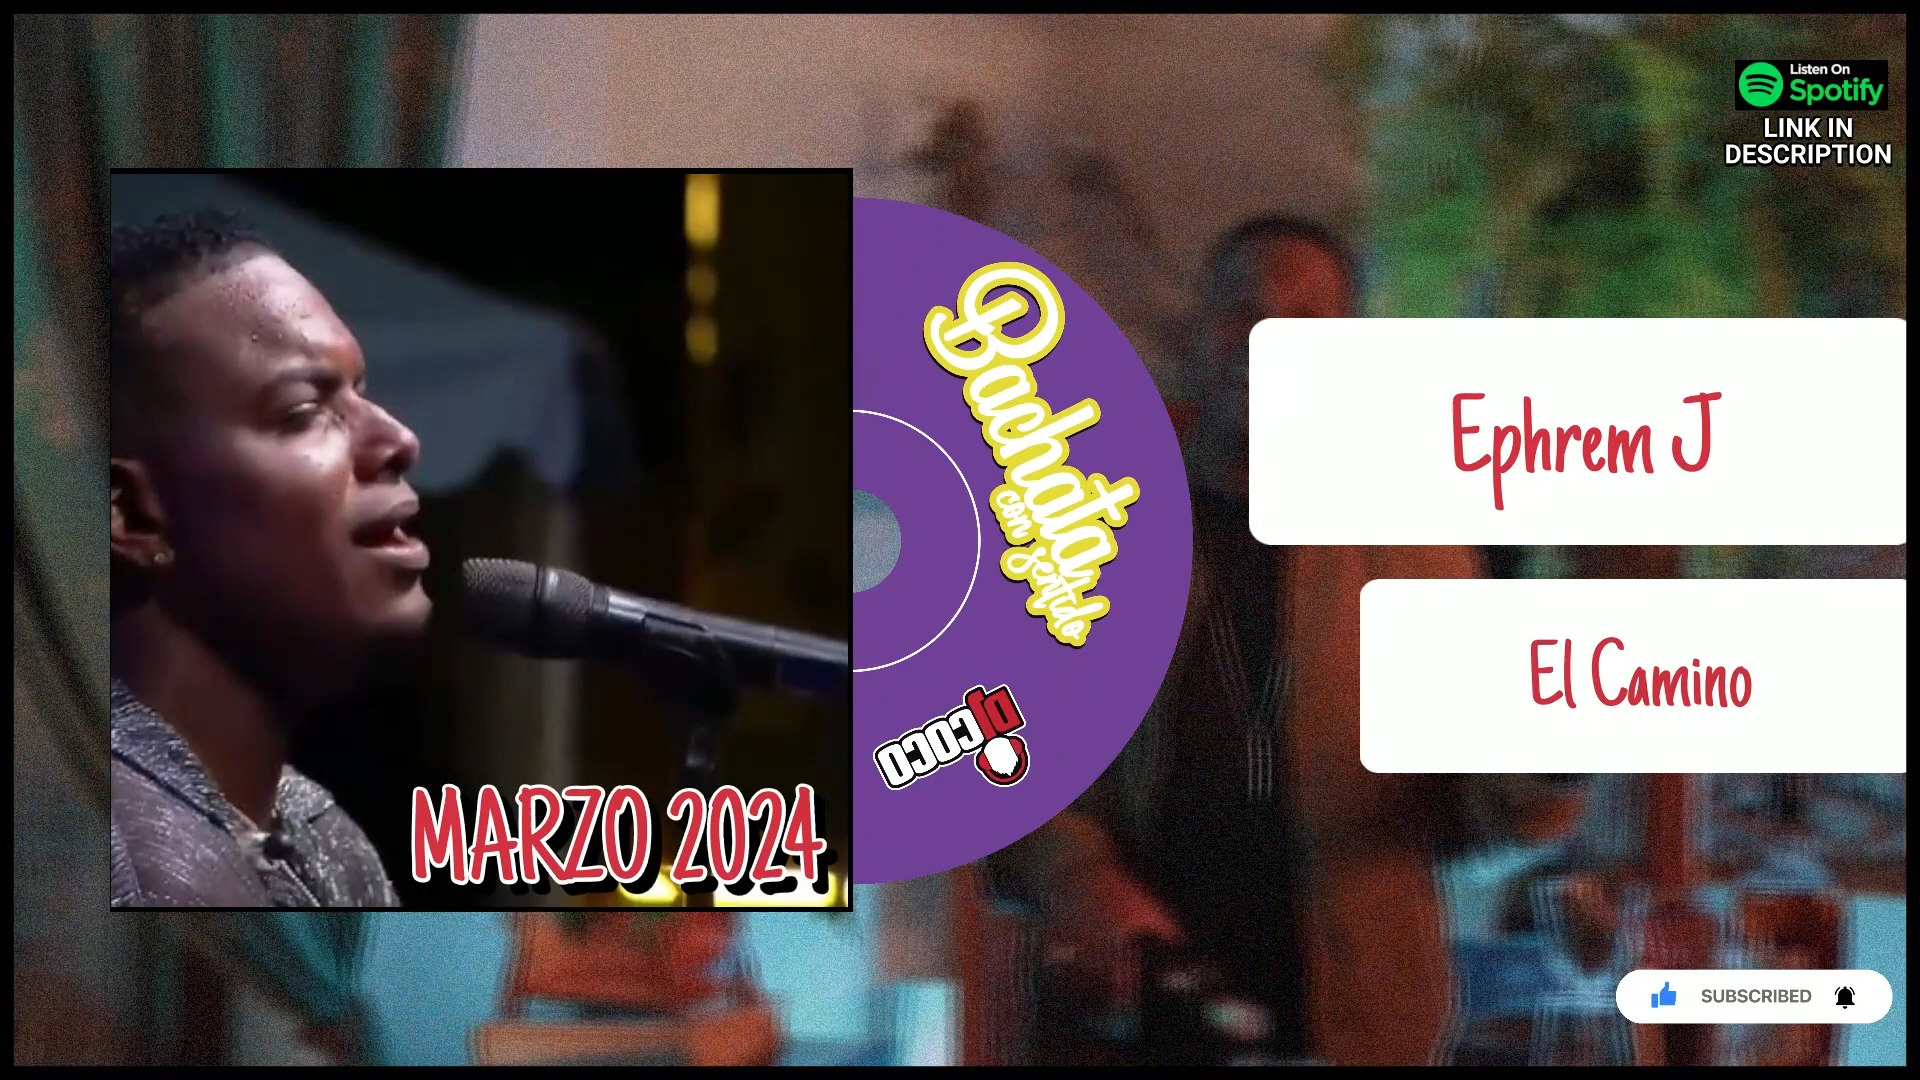 Listen On
Spotify
LINK IN
DESCRIPTION
Bachata
con sentido
DJ COCO
Ephrem J
El Camino
MARZO 2024
SUBSCRIBED